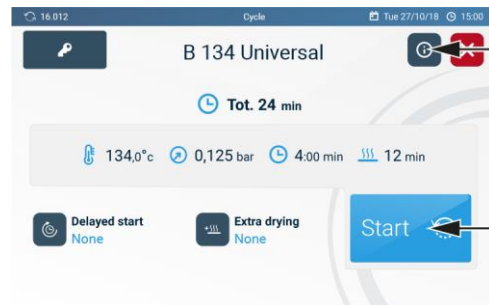 16.012 Cycle Tue 27/10/18 15:00
B 134 Universal
Tot. 24 min
134,0°c 0,125 bar 4:00 min 12 min
Delayed start
None
Extra drying
None
Start